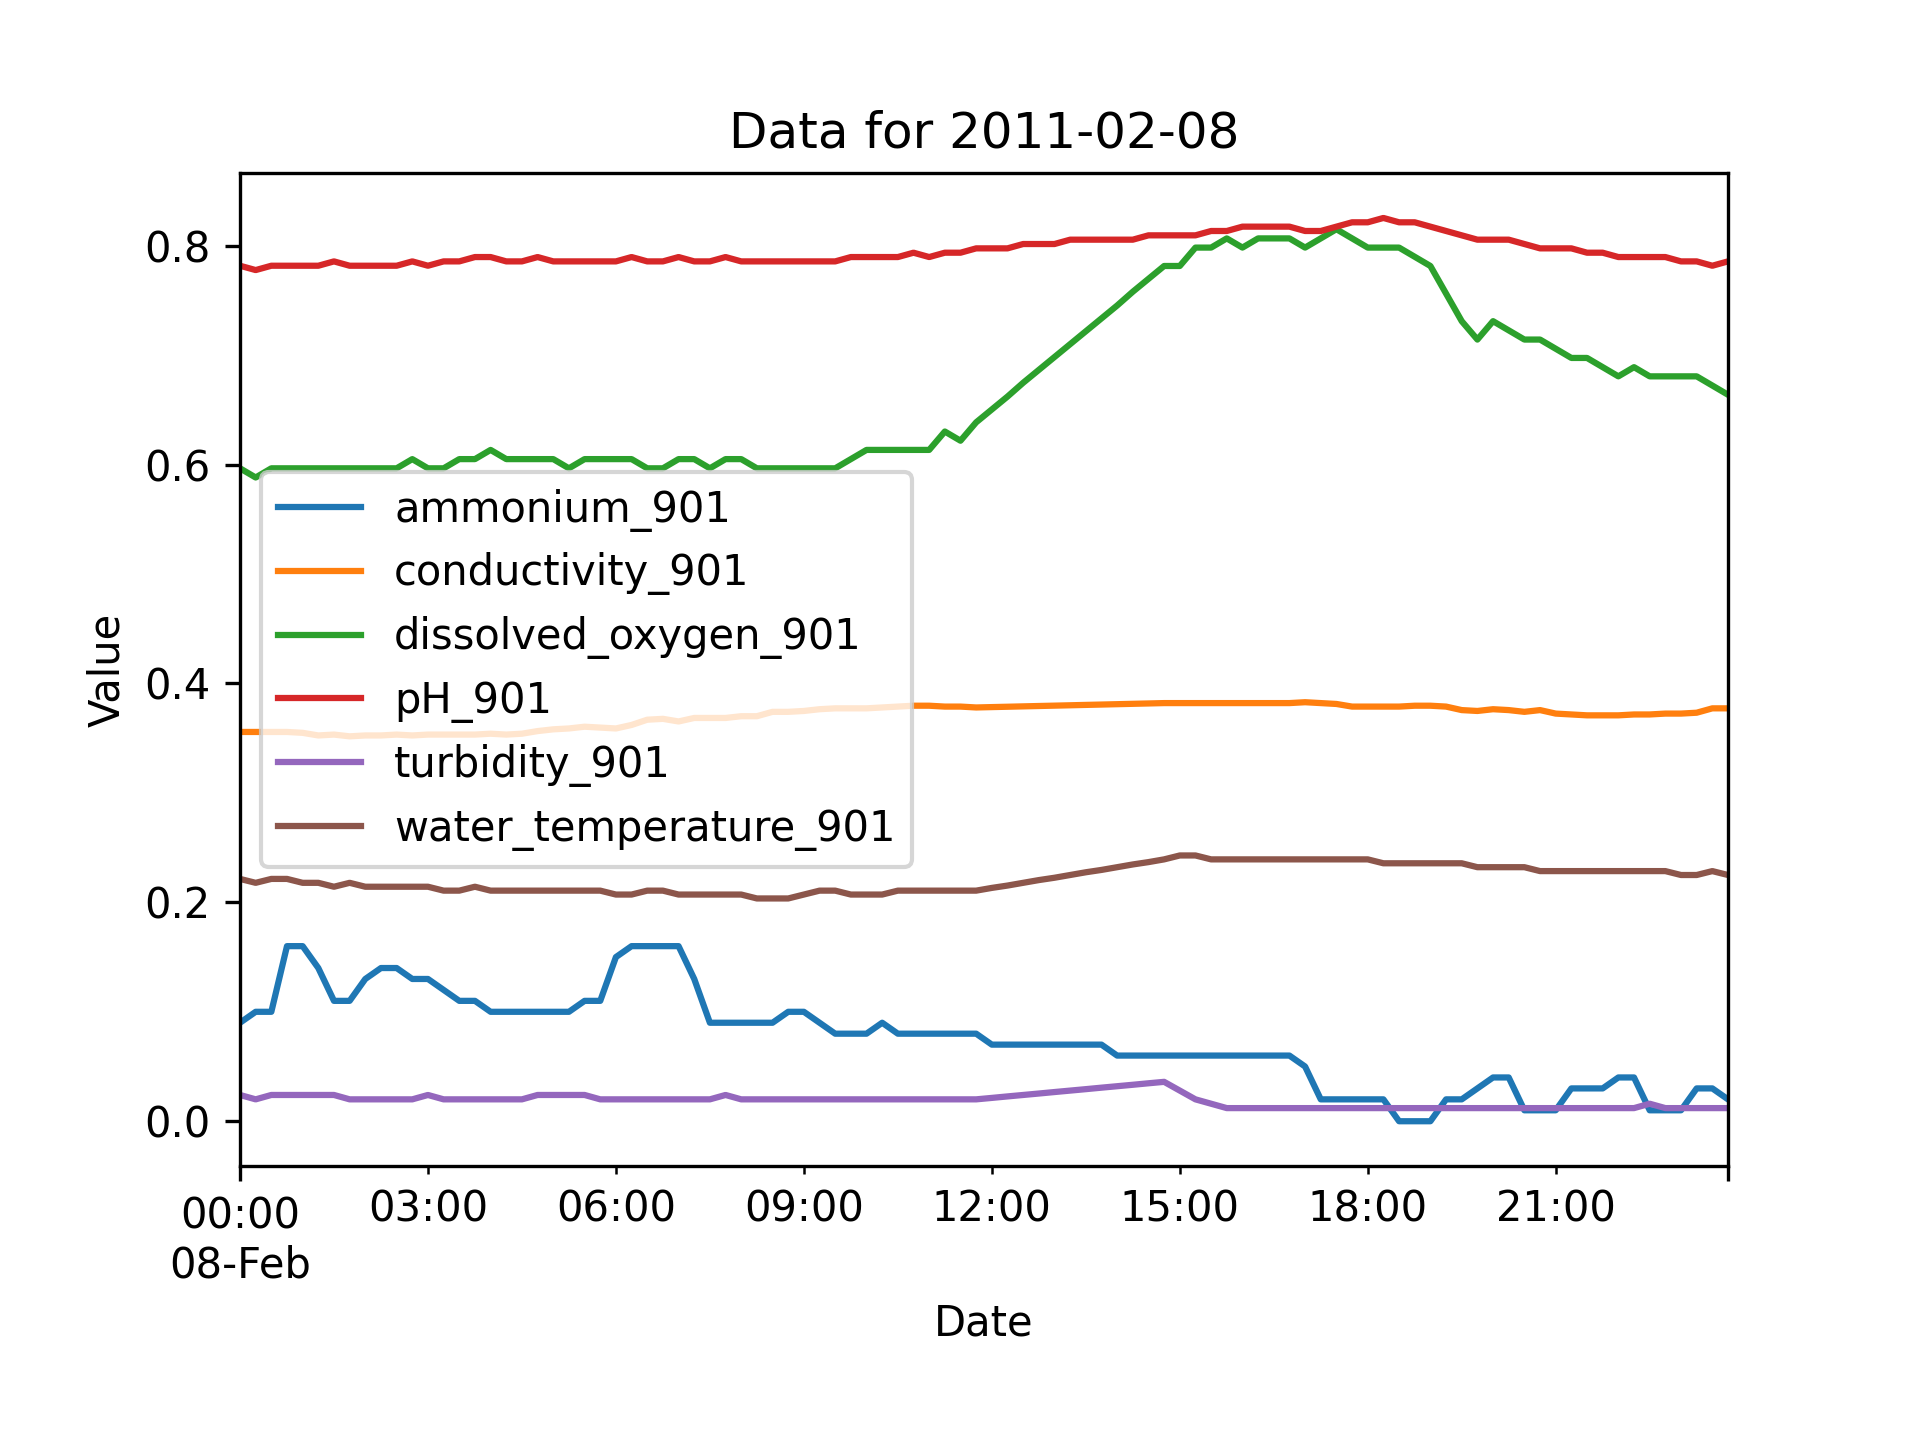 Data for 2011-02-08
Value
0.8
0.6
0.4
0.2
0.0
ammonium_901
conductivity_901
dissolved_oxygen_901
pH_901
turbidity_901
water_temperature_901
00:00 03:00 06:00 09:00 12:00 15:00 18:00 21:00
08-Feb
Date